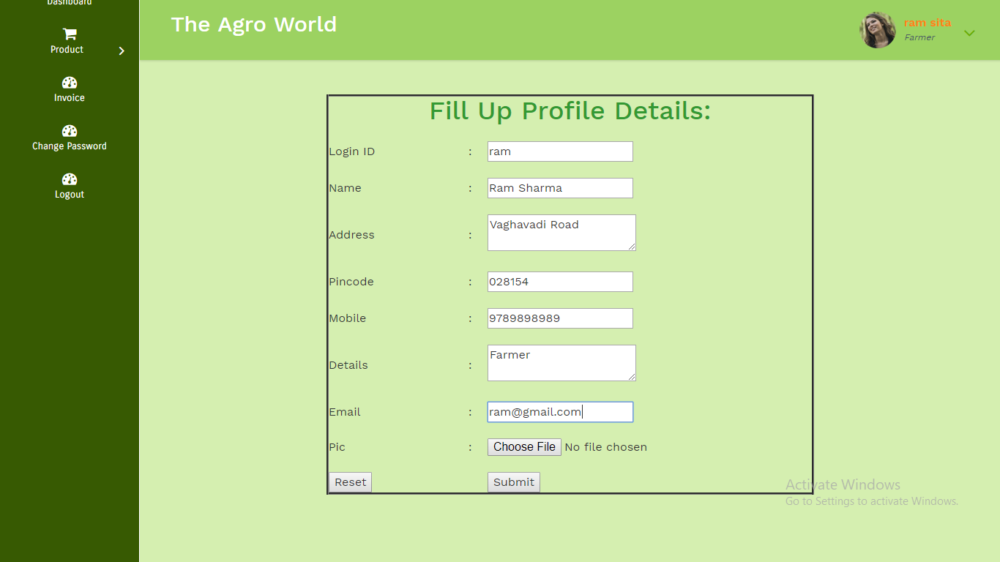 Dashboard
The Agro World
ram sita
Farmer
Product
Invoice
Change Password
Logout
Fill Up Profile Details:
Login ID : ram
Name : Ram Sharma
Address : Vaghavadi Road
Pincode : 028154
Mobile : 9789898989
Details : Farmer
Email : ram@gmail.com
Pic : Choose File No file chosen
Reset Submit
Activate Windows
Go to Settings to activate Windows.